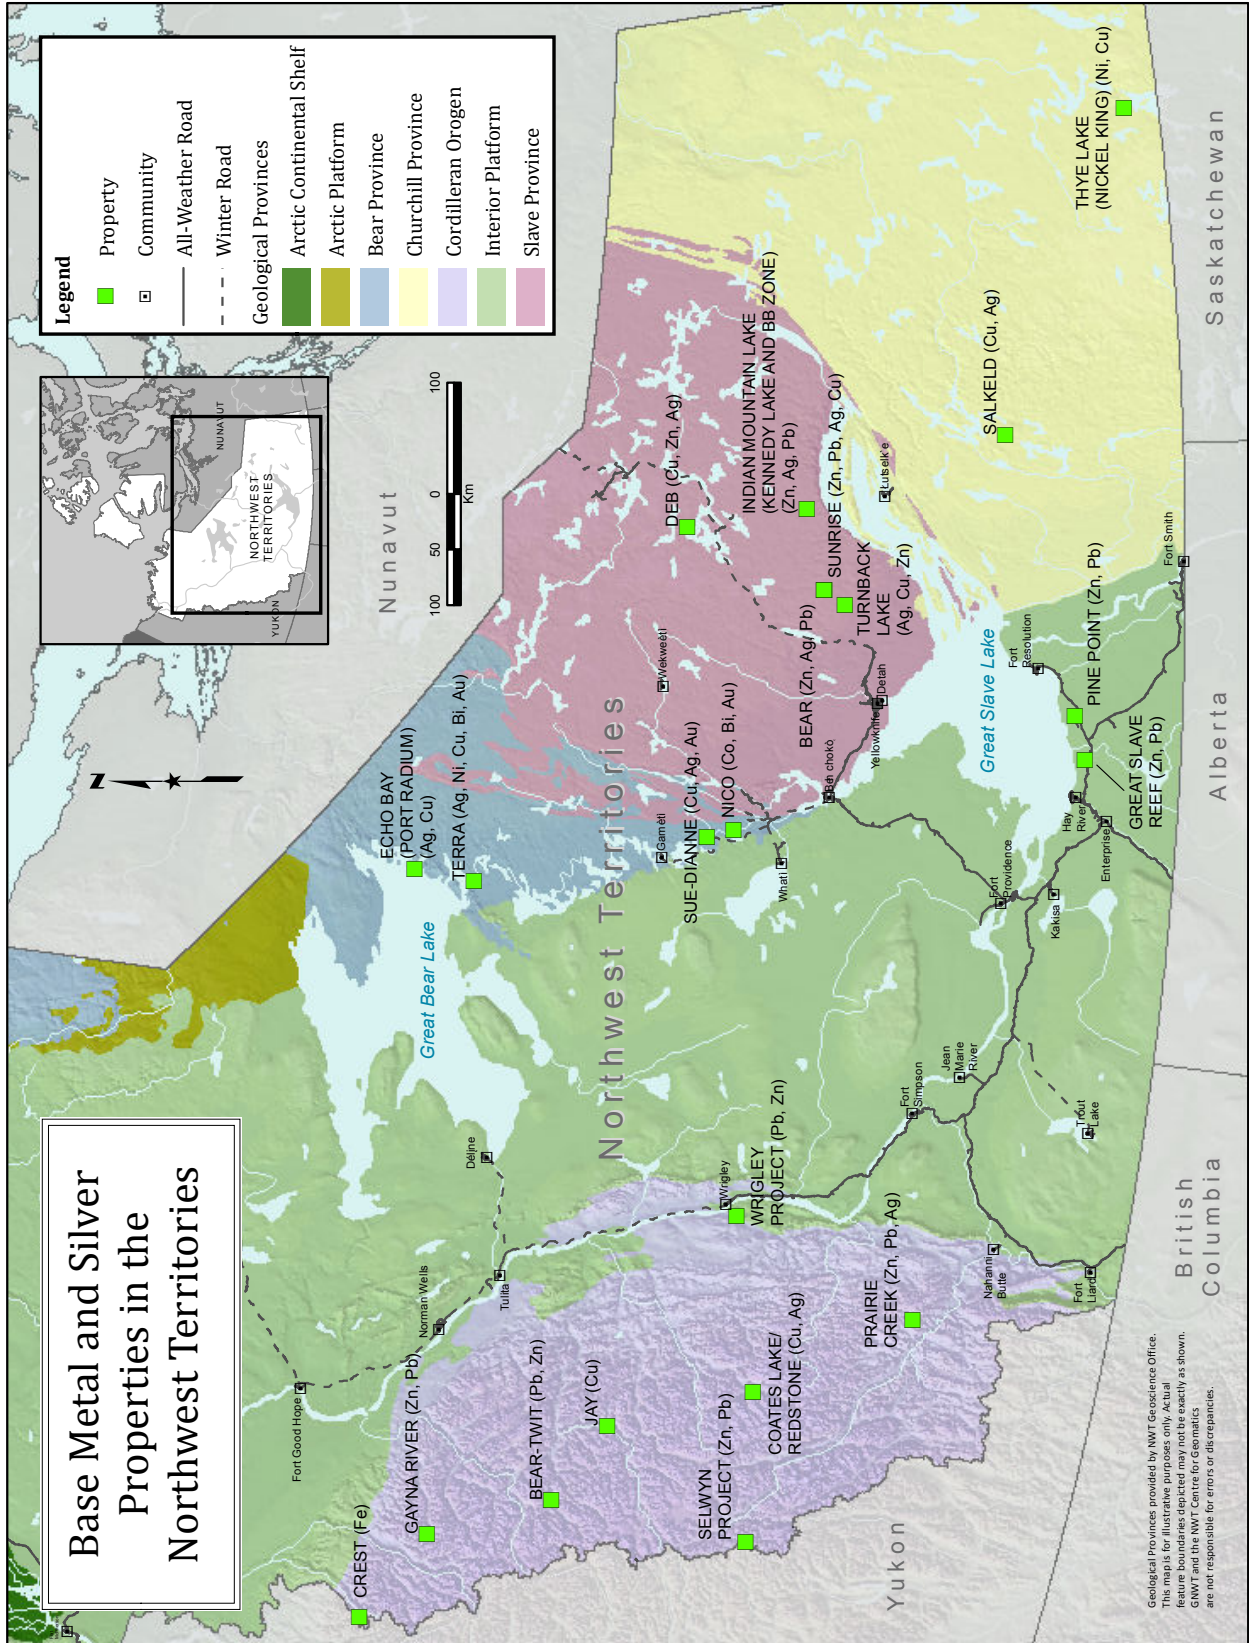 Base Metal and Silver
Properties in the
Northwest Territories
Legend
Property
Community
All-Weather Road
Winter Road
Geological Provinces
Arctic Continental Shelf
Arctic Platform
Bear Province
Churchill Province
Cordilleran Orogen
Interior Platform
Slave Province
NUNAVUT
NORTHWEST
TERRITORIES
YUKON
N
100
50
0
100
Km
Nunavut
Northwest Territories
Yukon
British
Columbia
Alberta
Saskatchewan
Great Bear Lake
Great Slave Lake
CREST (Fe)
GAYNA RIVER (Zn, Pb)
BEAR-TWIT (Pb, Zn)
JAY (Cu)
SELWYN
PROJECT (Zn, Pb)
COATES LAKE/
REDSTONE (Cu, Ag)
PRAIRIE
CREEK (Zn, Pb, Ag)
WRIGLEY
PROJECT (Pb, Zn)
ECHO BAY
(PORT RADIUM)
(Ag, Cu)
TERRA (Ag, Ni, Cu, Bi, Au)
SUE-DIANNE (Cu, Ag, Au)
NICO (Co, Bi, Au)
BEAR (Zn, Ag, Pb)
DEB (Cu, Zn, Ag)
INDIAN MOUNTAIN LAKE
(KENNEDY LAKE AND BB ZONE)
(Zn, Ag, Pb)
SUNRISE (Zn, Pb, Ag, Cu)
TURNBACK
LAKE
(Ag, Cu, Zn)
SALKELD (Cu, Ag)
THYE LAKE
(NICKEL KING) (Ni, Cu)
PINE POINT (Zn, Pb)
GREAT SLAVE
REEF (Zn, Pb)
Fort Good Hope
Norman Wells
Tulita
Déljne
Wrigley
Fort
Simpson
Jean
Marie
River
Nahanni
Butte
Fort
Liard
Trout
Lake
Fort
Providence
Kakisa
Enterprise
Hay
River
Fort
Resolution
Fort Smith
Gamètì
Whatì
Wekweètì
Behchokò
Yellowknife
Detah
Lutselk'e
Geological Provinces provided by NWT Geoscience Office.
This map is for illustrative purposes only. Actual
feature boundaries depicted may not be exactly as shown.
GNWT and the NWT Centre for Geomatics
are not responsible for errors or discrepancies.